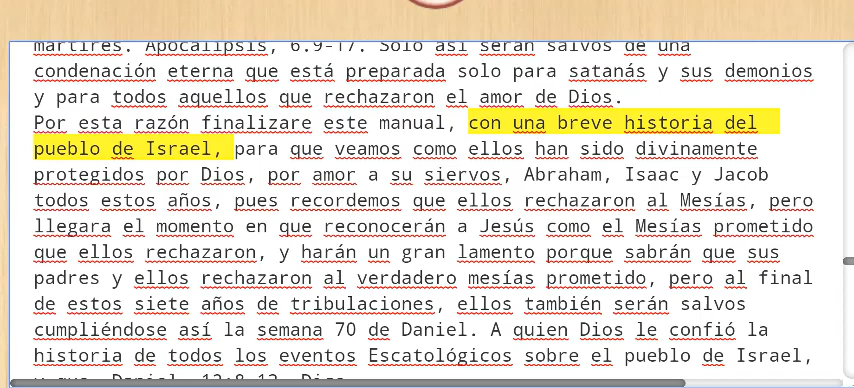 mártires. Apocalipsis, 6.9-17. Solo así serán salvos de una
condenación eterna que está preparada solo para satanás y sus demonios
y para todos aquellos que rechazaron el amor de Dios.
Por esta razón finalizare este manual, con una breve historia del
pueblo de Israel, para que veamos como ellos han sido divinamente
protegidos por Dios, por amor a su siervos, Abraham, Isaac y Jacob
todos estos años, pues recordemos que ellos rechazaron al Mesías, pero
llegara el momento en que reconocerán a Jesús como el Mesías prometido
que ellos rechazaron, y harán un gran lamento porque sabrán que sus
padres y ellos rechazaron al verdadero mesías prometido, pero al final
de estos siete años de tribulaciones, ellos también serán salvos
cumpliéndose así la semana 70 de Daniel. A quien Dios le confió la
historia de todos los eventos Escatológicos sobre el pueblo de Israel,